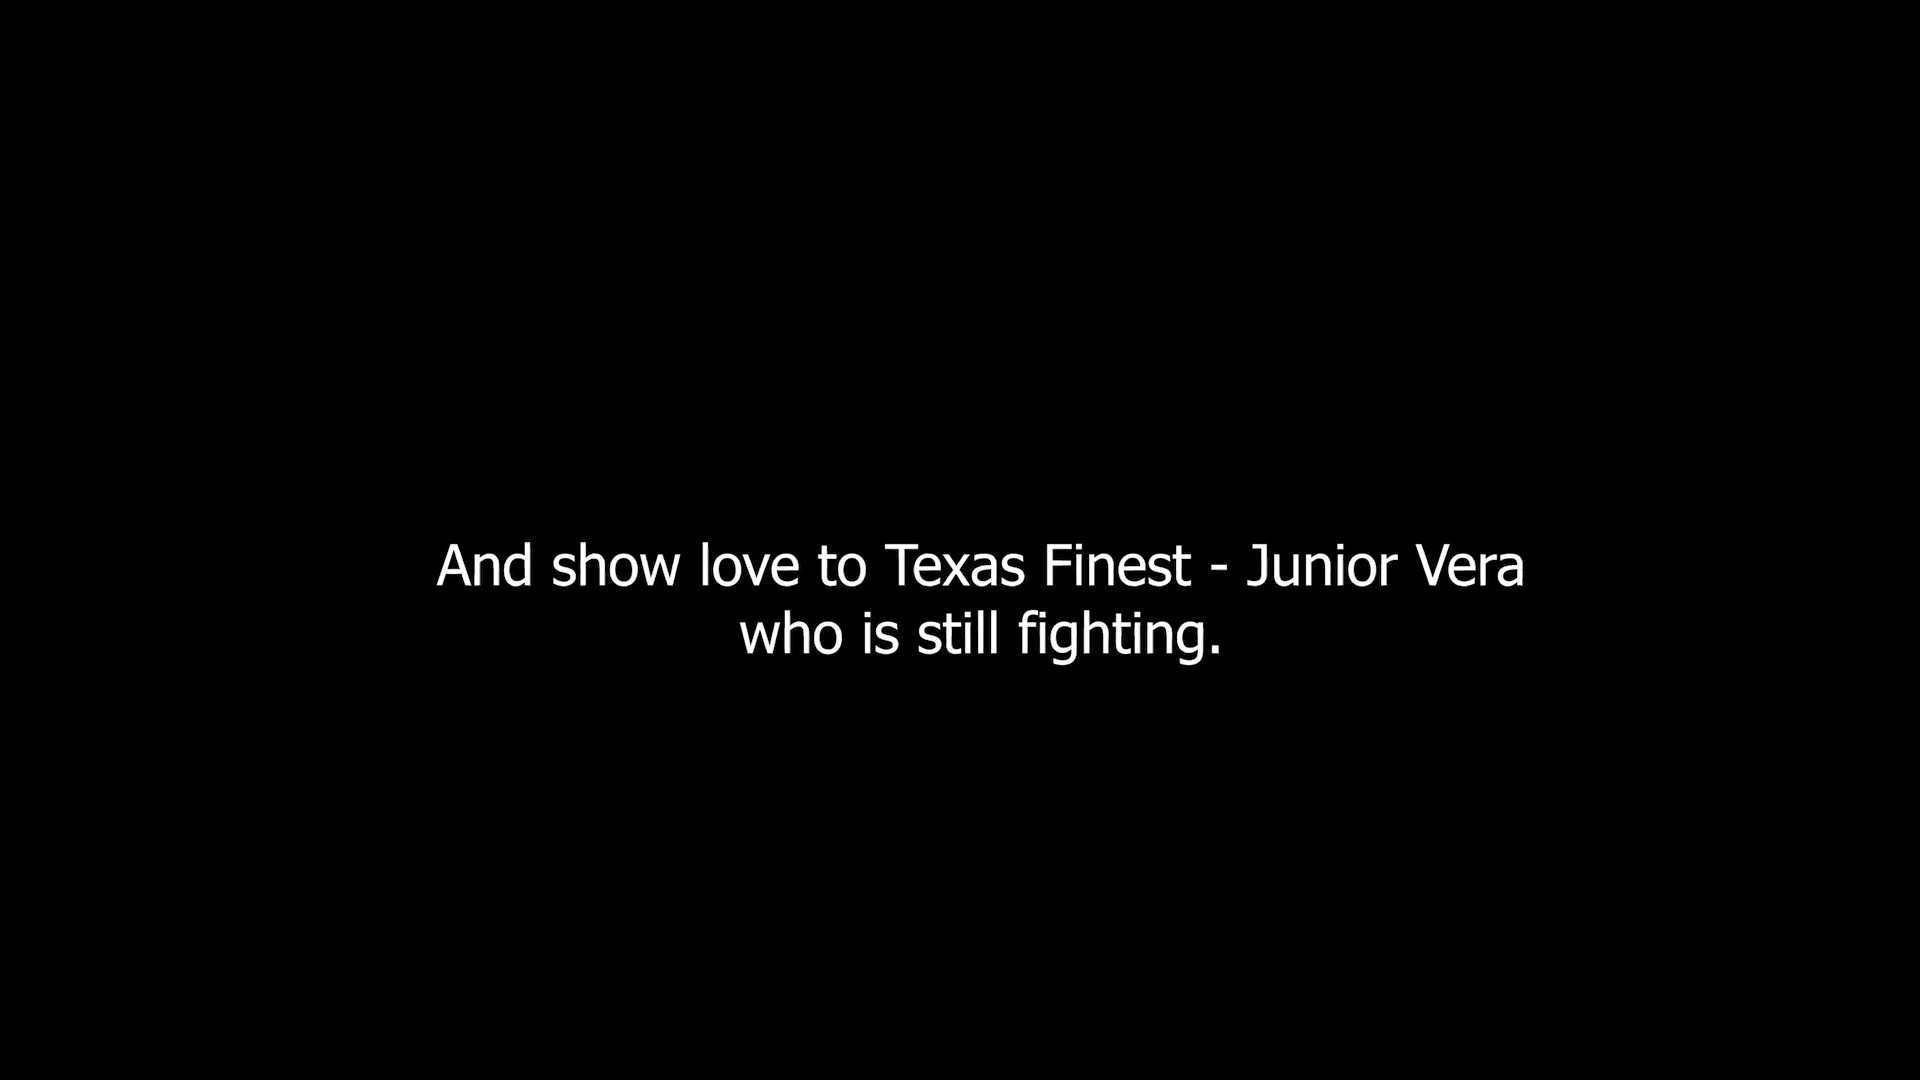 And show love to Texas Finest - Junior Vera
who is still fighting.